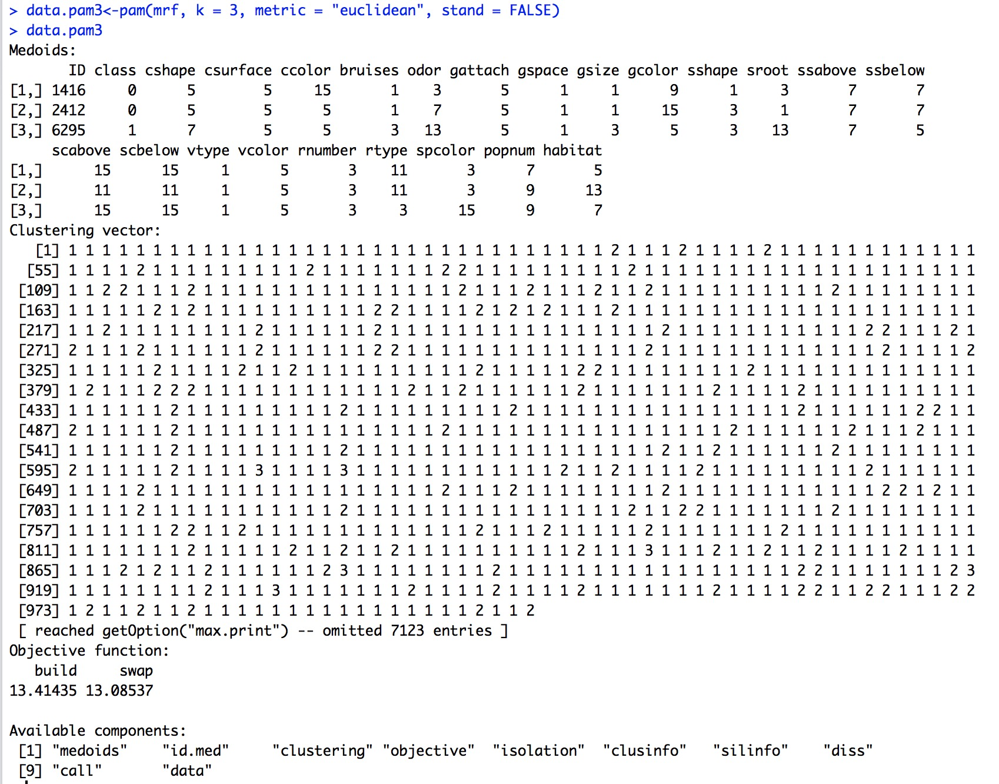 > data.pam3<-pam(mrf, k = 3, metric = "euclidean", stand = FALSE)
> data.pam3
Medoids:
ID class cshape csurface ccolor bruises odor gattach gspace gsize gcolor sshape sroot ssabove ssbelow
[1,] 1416 0 5 5 15 1 3 5 1 1 9 1 3 7 7
[2,] 2412 0 5 5 5 1 7 5 1 1 15 3 1 7 7
[3,] 6295 1 7 5 5 3 13 5 1 3 5 3 13 7 5
scabove scbelow vtype vcolor rnumber rtype spcolor popnum habitat
[1,] 15 15 1 5 3 11 3 7 5
[2,] 11 11 1 5 3 11 3 9 13
[3,] 15 15 1 5 3 3 15 9 7
Clustering vector:
[1] 1 1 1 1 1 1 1 1 1 1 1 1 1 1 1 1 1 1 1 1 1 1 1 1 1 1 1 1 1 1 1 1 2 1 1 1 2 1 1 1 1 2 1 1 1 1 1 1 1 1 1 1 1 1
[55] 1 1 1 1 2 1 1 1 1 1 1 1 1 1 2 1 1 1 1 1 1 1 2 2 1 1 1 1 1 1 1 1 1 2 1 1 1 1 1 1 1 1 1 1 1 1 1 1 1 1 1 1 1 1
[109] 1 1 2 2 1 1 1 2 1 1 1 1 1 1 1 1 1 1 1 1 1 1 1 2 1 1 1 2 1 1 1 2 1 1 2 1 1 1 1 1 1 1 1 1 1 2 1 1 1 1 1 1 1 1
[163] 1 1 1 1 1 2 1 2 1 1 1 1 1 1 1 1 1 1 2 2 1 1 1 1 2 1 2 1 2 1 1 1 2 1 1 1 1 1 1 1 1 1 1 1 1 1 1 1 1 1 1 1 1 1
[217] 1 1 2 1 1 1 1 1 1 1 1 2 1 1 1 1 1 1 2 1 1 1 1 1 1 1 1 1 1 1 1 1 1 1 1 2 1 1 1 1 1 1 1 1 1 1 1 2 2 1 1 1 2 1
[271] 2 1 1 1 2 1 1 1 1 1 1 2 1 1 1 1 1 1 2 2 1 1 1 1 1 1 1 1 1 1 1 1 1 1 2 1 1 1 1 1 1 1 1 1 1 1 1 1 2 1 1 1 1 2
[325] 1 1 1 1 1 2 1 1 1 1 2 1 1 2 1 1 1 1 1 1 1 1 1 1 2 1 1 1 1 1 2 2 1 1 1 1 1 1 1 1 2 1 1 1 1 1 1 1 1 1 1 1 1 1
[379] 1 2 1 1 1 2 2 2 1 1 1 1 1 1 1 1 1 1 1 1 2 1 1 2 1 1 1 1 1 1 2 1 1 1 1 1 1 1 2 1 1 1 1 2 1 1 1 1 1 1 1 1 1 1
[433] 1 1 1 1 1 1 2 1 1 1 1 1 1 1 1 1 2 1 1 1 1 1 1 1 1 1 2 1 1 1 1 1 1 1 1 1 1 1 1 1 1 1 1 2 1 1 1 1 1 1 2 2 1 1
[487] 2 1 1 1 1 1 2 1 1 1 1 1 1 1 1 1 1 1 1 1 1 1 2 1 1 1 1 1 1 1 1 1 1 1 1 1 1 1 1 2 1 1 1 1 1 1 2 1 1 1 2 1 1 1
[541] 1 1 1 1 1 1 2 1 1 1 1 1 1 1 1 1 2 1 1 1 1 1 1 1 1 1 1 1 1 1 1 1 1 1 1 2 1 1 2 1 1 1 1 1 1 2 1 1 1 1 1 1 1 1
[595] 2 1 1 1 1 1 2 1 1 1 1 3 1 1 1 1 3 1 1 1 1 1 1 1 1 1 1 1 1 2 1 1 2 1 1 1 1 2 1 1 1 1 1 1 1 1 1 2 1 1 1 1 1 1
[649] 1 1 1 1 2 1 1 1 1 1 1 1 1 1 1 1 1 1 1 1 1 1 2 1 1 1 2 1 1 1 1 1 1 1 1 2 1 1 1 1 1 1 1 1 1 1 1 1 2 2 1 2 1 1
[703] 1 1 1 1 2 1 1 1 1 1 1 1 1 1 1 1 2 1 1 1 1 1 1 1 1 1 1 1 1 1 1 1 1 2 1 1 2 2 1 1 1 1 1 1 1 2 1 1 1 1 1 1 1 1
[757] 1 1 1 1 1 1 2 2 1 1 2 1 1 1 1 1 1 1 1 1 1 1 1 1 2 1 1 1 2 1 1 1 1 1 2 1 1 1 1 1 1 1 2 1 1 1 1 1 1 1 1 1 1 1
[811] 1 1 1 1 1 1 1 2 1 1 1 1 1 2 1 1 2 1 1 2 1 1 1 1 1 1 1 1 1 1 2 1 1 1 3 1 1 1 2 1 1 2 1 1 2 1 1 1 1 2 1 1 1 1
[865] 1 1 1 2 1 2 1 1 2 1 1 1 1 1 1 2 3 1 1 1 1 1 1 1 1 2 1 1 1 1 1 1 1 1 1 1 1 1 1 1 1 1 1 2 2 1 1 1 1 1 1 1 2 3
[919] 1 1 1 1 1 1 1 1 2 1 1 1 3 1 1 1 1 1 1 1 2 1 1 1 1 2 1 1 1 1 2 1 1 1 1 1 1 1 2 1 1 1 1 2 2 1 1 2 2 1 1 1 2 2
[973] 1 2 1 1 2 1 1 2 1 1 1 1 1 1 1 1 1 1 1 1 1 1 1 1 2 1 1 2
[ reached getOption("max.print") -- omitted 7123 entries ]
Objective function:
build swap
13.41435 13.08537
Available components:
[1] "medoids" "id.med" "clustering" "objective" "isolation" "clusinfo" "silinfo" "diss"
[9] "call" "data"